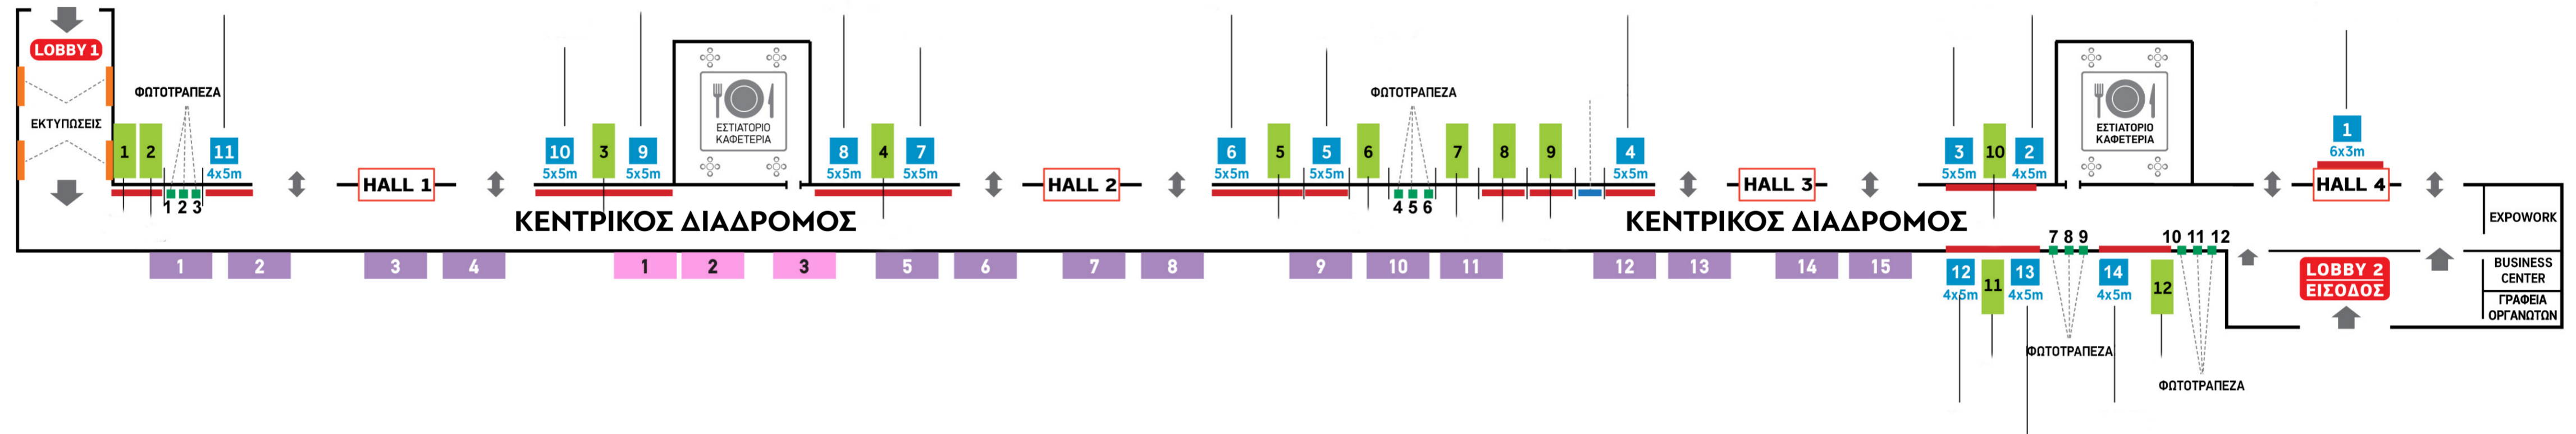 LOBBY 1
ΕΚΤΥΠΩΣΕΙΣ
ΦΩΤΟΤΡΑΠΕΖΑ
1 2
11
4x5m
1 2 3
HALL 1
10
5x5m
3
9
5x5m
ΕΣΤΙΑΤΟΡΙΟ
ΚΑΦΕΤΕΡΙΑ
8
5x5m
4
7
5x5m
HALL 2
6
5x5m
5
5
5x5m
6
ΦΩΤΟΤΡΑΠΕΖΑ
4 5 6
7
8
9
4
5x5m
HALL 3
3
5x5m
10
2
4x5m
ΕΣΤΙΑΤΟΡΙΟ
ΚΑΦΕΤΕΡΙΑ
1
6x3m
HALL 4
ΚΕΝΤΡΙΚΟΣ ΔΙΑΔΡΟΜΟΣ
ΚΕΝΤΡΙΚΟΣ ΔΙΑΔΡΟΜΟΣ
EXPOWORK
1 2 3 4 1 2 3 5 6 7 8 9 10 11 12 13 14 15
12
4x5m
11
13
4x5m
7 8 9
ΦΩΤΟΤΡΑΠΕΖΑ
14
4x5m
12
10 11 12
ΦΩΤΟΤΡΑΠΕΖΑ
LOBBY 2
ΕΙΣΟΔΟΣ
BUSINESS
CENTER
ΓΡΑΦΕΙΑ
ΟΡΓΑΝΩΤΩΝ